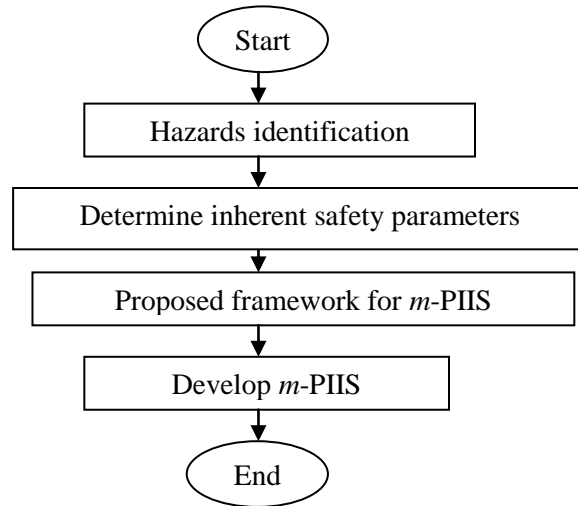 Start
Hazards identification
Determine inherent safety parameters
Proposed framework for m-PIIS
Develop m-PIIS
End